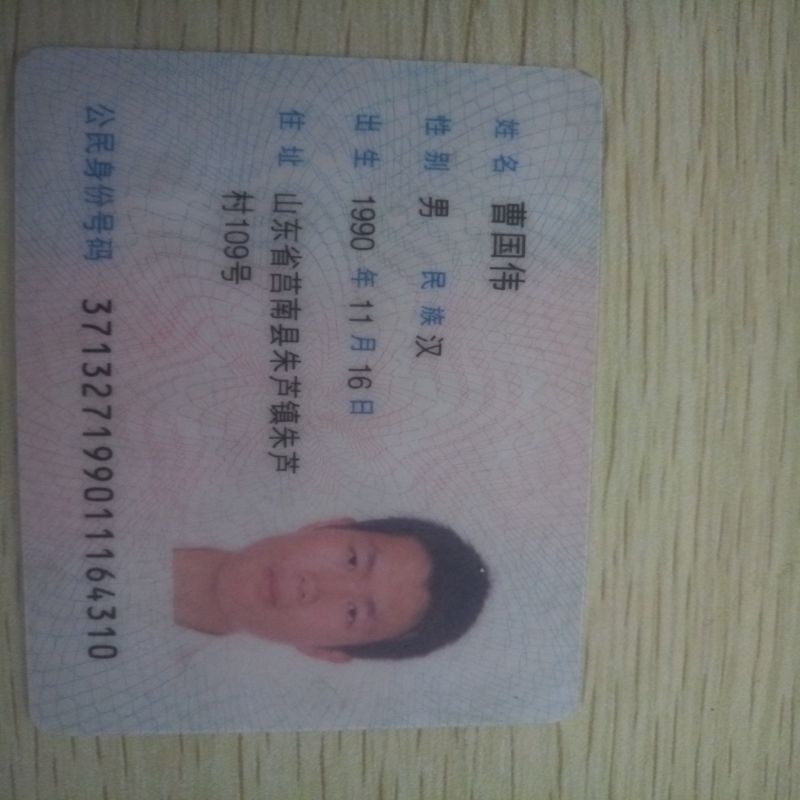 姓名 曹国伟
性别 男 民族 汉
出生 1990 年 11 月 16 日
住址 山东省莒南县朱芦镇朱芦
村109号
公民身份号码 371327199011164310